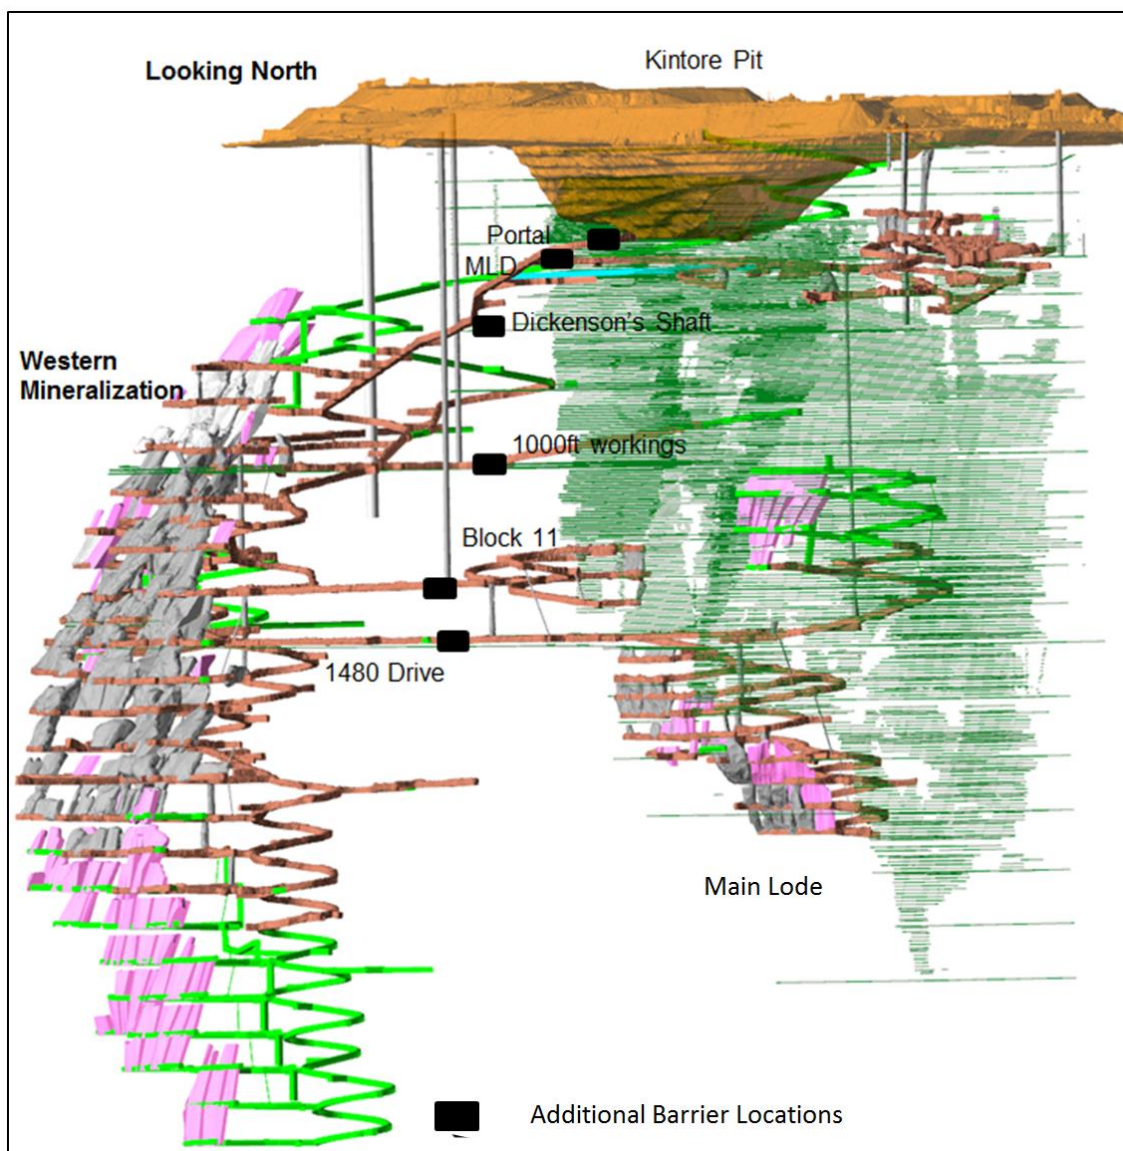 Kintore Pit
Looking North
Portal
MLD
Dickenson's Shaft
Western
Mineralization
1000ft workings
Block 11
1480 Drive
Main Lode
Additional Barrier Locations